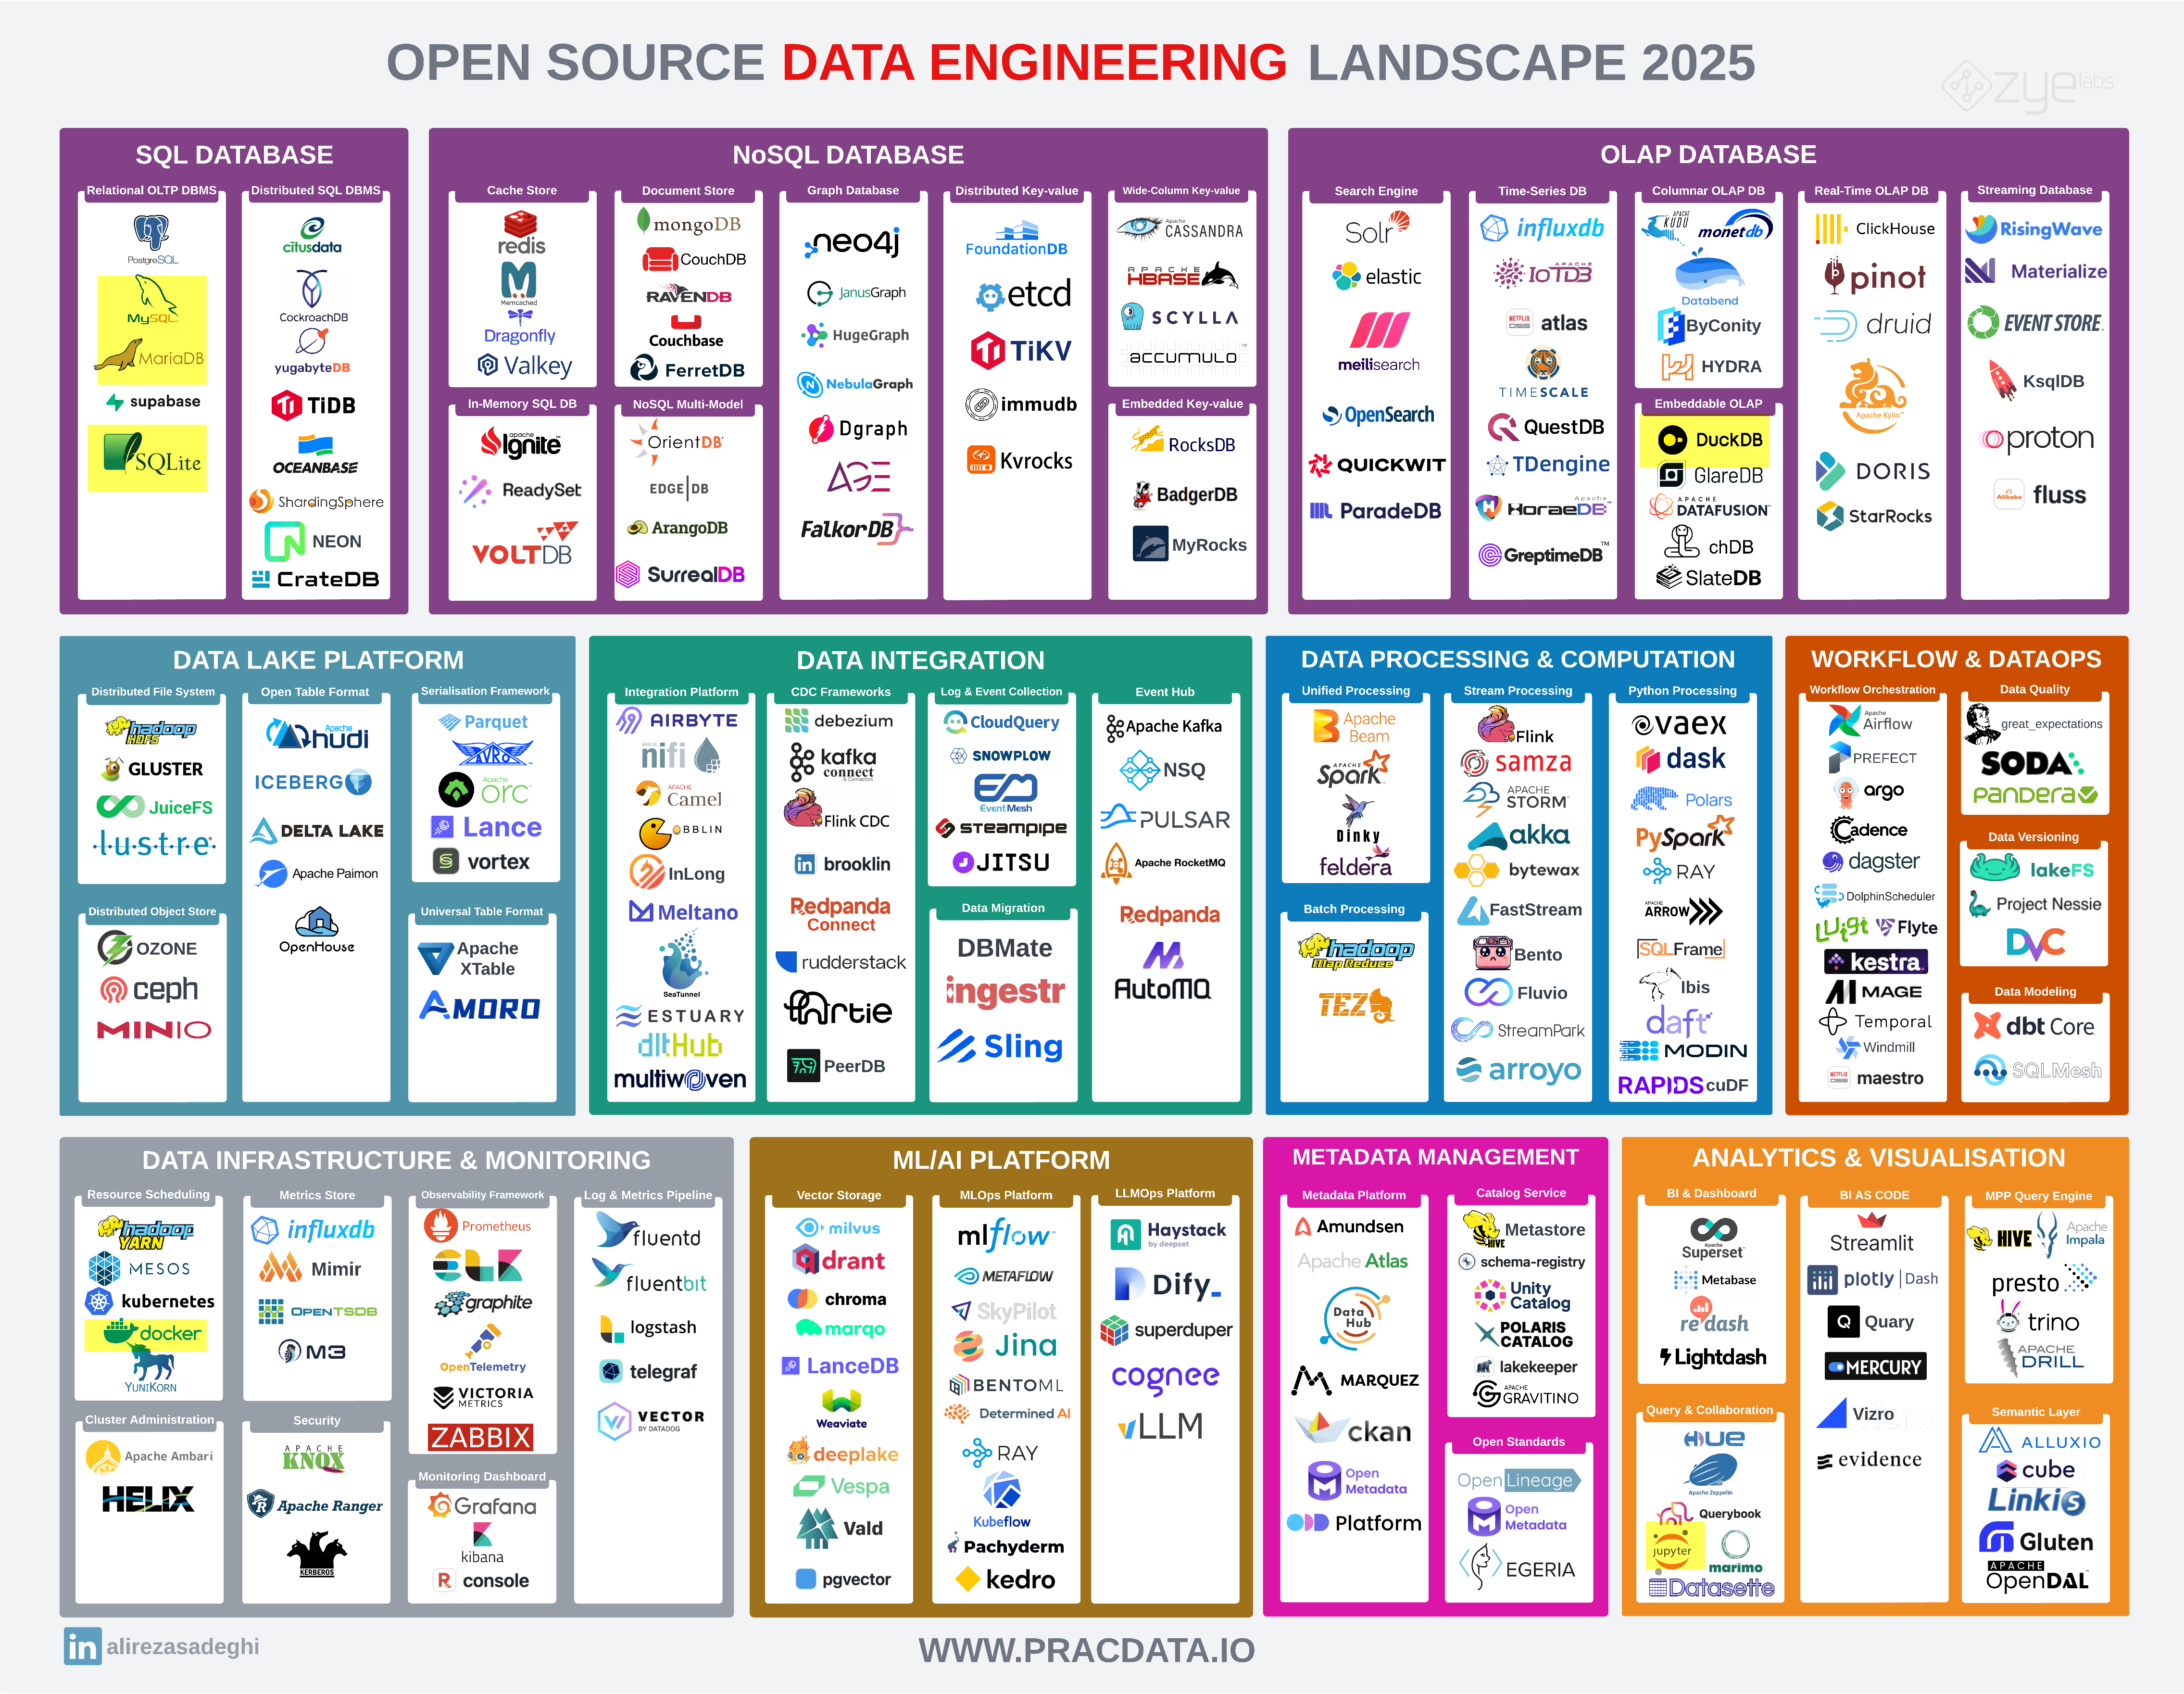 OPEN SOURCE DATA ENGINEERING LANDSCAPE 2025
zye labs
SQL DATABASE
Relational OLTP DBMS
PostgreSQL
MySQL
MariaDB
supabase
SQLite
Distributed SQL DBMS
citusdata
CockroachDB
yugabyteDB
TiDB
OCEANBASE
ShardingSphere
NEON
CrateDB
NoSQL DATABASE
Cache Store
redis
Memcached
Dragonfly
Valkey
In-Memory SQL DB
APACHE
Ignite
ReadySet
VOLTDB
Document Store
mongoDB
CouchDB
RAVENDB
Couchbase
FerretDB
NoSQL Multi-Model
OrientDB
EDGE|DB
ArangoDB
SurrealDB
Graph Database
neo4j
JanusGraph
HugeGraph
NebulaGraph
Dgraph
AGE
FalkorDB
Distributed Key-value
FoundationDB
etcd
TiKV
immudb
Kvrocks
Wide-Column Key-value
Apache
CASSANDRA
APACHE
HBASE
SCYLLA
accumulo
Embedded Key-value
RocksDB
BadgerDB
MyRocks
OLAP DATABASE
Search Engine
Solr
elastic
meilisearch
OpenSearch
QUICKWIT
ParadeDB
Time-Series DB
influxdb
APACHE
IoTDB
NETFLIX
OSS
atlas
TIMESCALE
QuestDB
TDengine
Apache
HoraeDB
GreptimeDB™
Columnar OLAP DB
APACHE
KUDU
monetdb
Databend
ByConity
HYDRA
Embeddable OLAP
DuckDB
GlareDB
APACHE
DATAFUSION
chDB
SlateDB
Real-Time OLAP DB
ClickHouse
pinot
druid
Apache Kylin™
DORIS
StarRocks
Streaming Database
RisingWave
Materialize
EVENT STORE
KsqlDB
proton
Alibaba
fluss
DATA LAKE PLATFORM
Distributed File System
hadoop
HDFS
GLUSTER
JuiceFS
lustre
Distributed Object Store
OZONE
ceph
MINIO
Open Table Format
Apache
hudi
ICEBERG
DELTA LAKE
Apache Paimon
OpenHouse
Serialisation Framework
Parquet
AVRO
Apache
orc
Lance
vortex
Universal Table Format
Apache
XTable
AMORO
DATA INTEGRATION
Integration Platform
AIRBYTE
APACHE
nifi
APACHE
Camel
GOBBLIN
InLong
Meltano
SeaTunnel
ESTUARY
dltHub
multiwoven
CDC Frameworks
debezium
kafka
connect
& Connectors
Flink CDC
in
brooklin
Redpanda
Connect
rudderstack
Artie
PeerDB
Log & Event Collection
CloudQuery
SNOWPLOW
EM
EventMesh
STEAMPIPE
JITSU
Data Migration
DBMate
ingestr
Sling
Event Hub
Apache Kafka
NSQ
PULSAR
Apache RocketMQ
Redpanda
AutoMQ
DATA PROCESSING & COMPUTATION
Unified Processing
Apache
Beam
APACHE
Spark
Dinky
feldera
Batch Processing
hadoop
Map Reduce
TEZ
Stream Processing
Flink
samza
APACHE
STORM
akka
bytewax
FastStream
Bento
Fluvio
StreamPark
arroyo
Python Processing
vaex
dask
Polars
PySpark
RAY
APACHE
ARROW
SQLFrame
Ibis
daft
MODIN
RAPIDS cuDF
WORKFLOW & DATAOPS
Workflow Orchestration
Apache
Airflow
PREFECT
argo
Cadence
dagster
DolphinScheduler
Luigi
Flyte
kestra
MAGE
Temporal
Windmill
NETFLIX
OSS
maestro
Data Quality
great_expectations
SODA
PANDERA
Data Versioning
lakeFS
Project Nessie
DVC
Data Modeling
dbt Core
SQLMesh
DATA INFRASTRUCTURE & MONITORING
Resource Scheduling
hadoop
YARN
MESOS
kubernetes
docker
YUNIKORN
Cluster Administration
Apache Ambari
HELIX
Metrics Store
influxdb
Mimir
OPENTSDB
M3
Security
APACHE
KNOX
Apache Ranger
KERBEROS
Observability Framework
Prometheus
ELK
graphite
OpenTelemetry
VICTORIA
METRICS
ZABBIX
Monitoring Dashboard
Grafana
kibana
R
console
Log & Metrics Pipeline
fluentd
fluentbit
logstash
telegraf
VECTOR
BY DATADOG
ML/AI PLATFORM
Vector Storage
milvus
qdrant
chroma
marqo
LanceDB
Weaviate
deeplake
Vespa
Vald
pgvector
MLOps Platform
mlflow™
METAFLOW
SkyPilot
Jina
BENTOML
Determined AI
RAY
Kubeflow
Pachyderm
kedro
LLMOps Platform
Haystack
by deepset
Dify_
superduper
cognee
vLLM
METADATA MANAGEMENT
Metadata Platform
Amundsen
Apache Atlas
Data
Hub
MARQUEZ
ckan
Open
Metadata
ODD Platform
Catalog Service
HIVE
Metastore
schema-registry
Unity
Catalog
POLARIS
CATALOG
lakekeeper
APACHE
GRAVITINO
Open Standards
OpenLineage
Open
Metadata
EGERIA
ANALYTICS & VISUALISATION
BI & Dashboard
Apache
Superset
Metabase
redash
Lightdash
Query & Collaboration
HUE
Apache Zeppelin
Querybook
jupyter
marimo
Datasette
BI AS CODE
Streamlit
plotly | Dash
Q
Quary
MERCURY
Vizro
evidence
MPP Query Engine
HIVE
Apache
Impala
presto
trino
APACHE
DRILL
Semantic Layer
ALLUXIO
cube
Linkis
Gluten
APACHE
OpenDAL
in alirezasadeghi
WWW.PRACDATA.IO